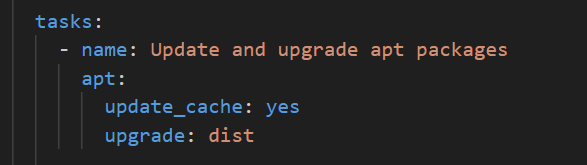 tasks:
- name: Update and upgrade apt packages
apt:
update_cache: yes
upgrade: dist